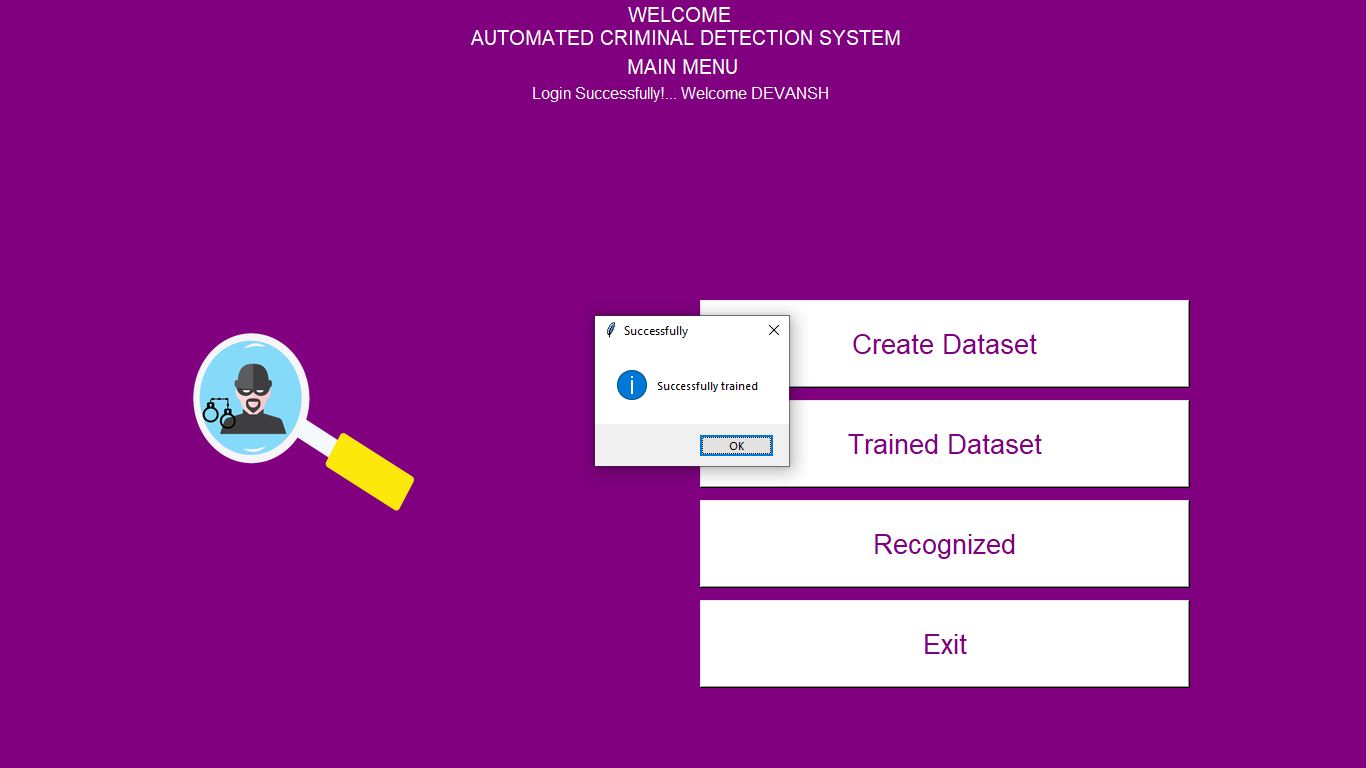 WELCOME
AUTOMATED CRIMINAL DETECTION SYSTEM
MAIN MENU
Login Successfully!... Welcome DEVANSH
Successfully
Successfully trained
OK
Create Dataset
Trained Dataset
Recognized
Exit